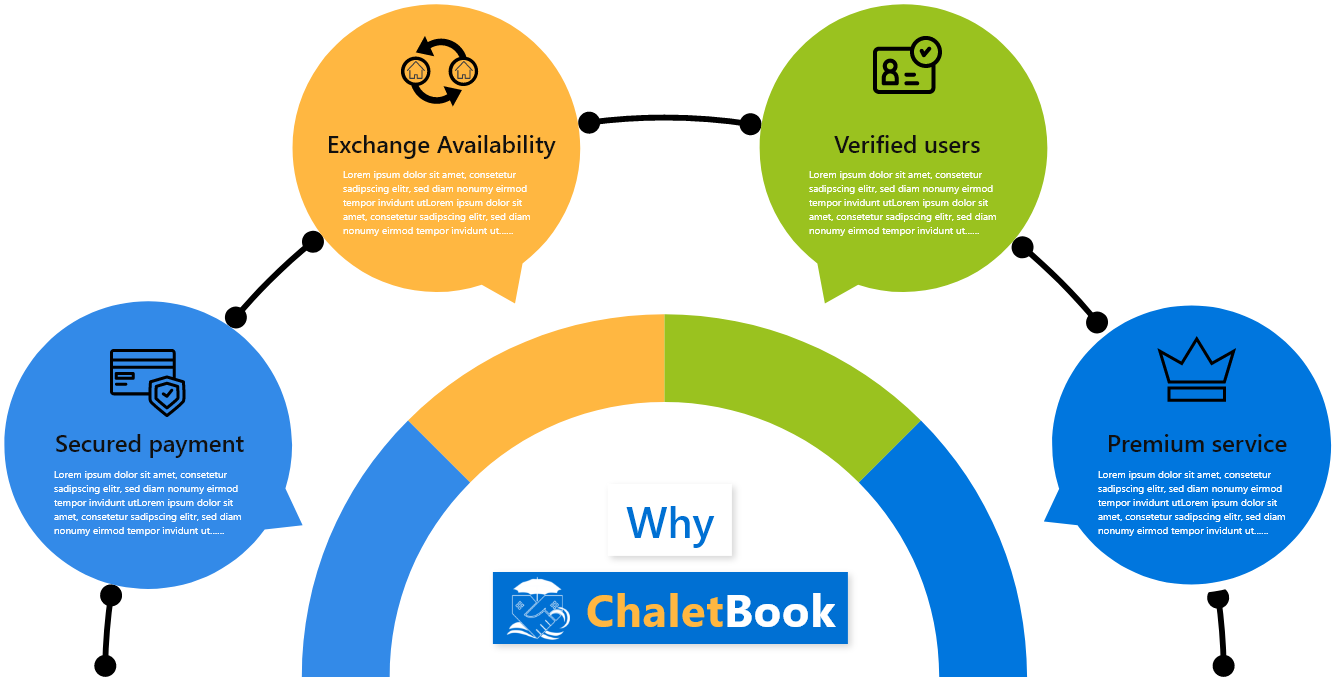 Exchange Availability
Lorem ipsum dolor sit amet, consetetur
sadipscing elitr, sed diam nonumy eirmod
tempor invidunt utLorem ipsum dolor sit
amet, consetetur sadipscing elitr, sed diam
nonumy eirmod tempor invidunt ut......
Verified users
Lorem ipsum dolor sit amet, consetetur
sadipscing elitr, sed diam nonumy eirmod
tempor invidunt utLorem ipsum dolor sit
amet, consetetur sadipscing elitr, sed diam
nonumy eirmod tempor invidunt ut......
Secured payment
Lorem ipsum dolor sit amet, consetetur
sadipscing elitr, sed diam nonumy eirmod
tempor invidunt utLorem ipsum dolor sit
amet, consetetur sadipscing elitr, sed diam
nonumy eirmod tempor invidunt ut......
Premium service
Lorem ipsum dolor sit amet, consetetur
sadipscing elitr, sed diam nonumy eirmod
tempor invidunt utLorem ipsum dolor sit
amet, consetetur sadipscing elitr, sed diam
nonumy eirmod tempor invidunt ut......
Why
ChaletBook